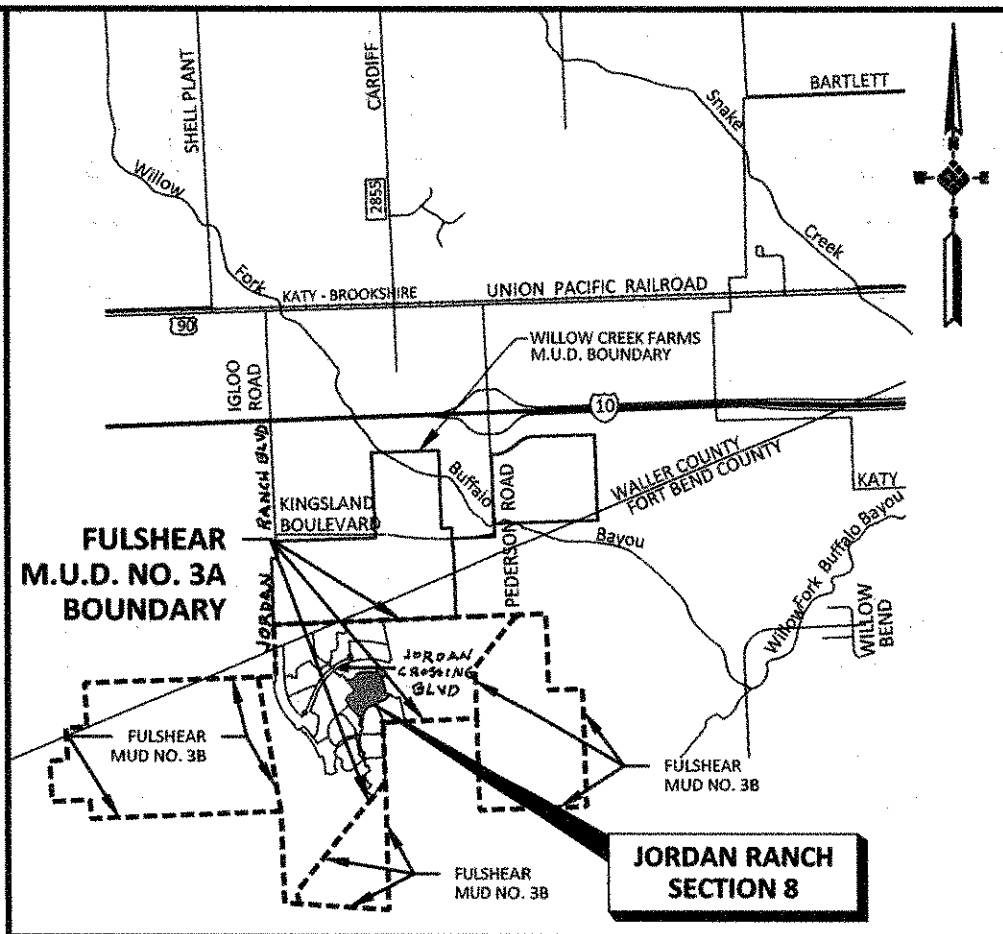 SHELL PLANT
CARDIFF
Snake
BARTLETT
Willow
2855
Creek
Fork
KATY - BROOKSHIRE
UNION PACIFIC RAILROAD
90
WILLOW CREEK FARMS
M.U.D. BOUNDARY
IGLOO
ROAD
10
JORDAN RANCH BLVD
KINGSLAND
BOULEVARD
Buffalo
PEDERSON ROAD
WALLER COUNTY
FORT BEND COUNTY
KATY
Bayou
Willow Fork Buffalo Bayou
WILLOW
BEND
FULSHEAR
M.U.D. NO. 3A
BOUNDARY
JORDAN
CROSSING
BLVD
FULSHEAR
MUD NO. 3B
FULSHEAR
MUD NO. 3B
FULSHEAR
MUD NO. 3B
JORDAN RANCH
SECTION 8
W
E
S